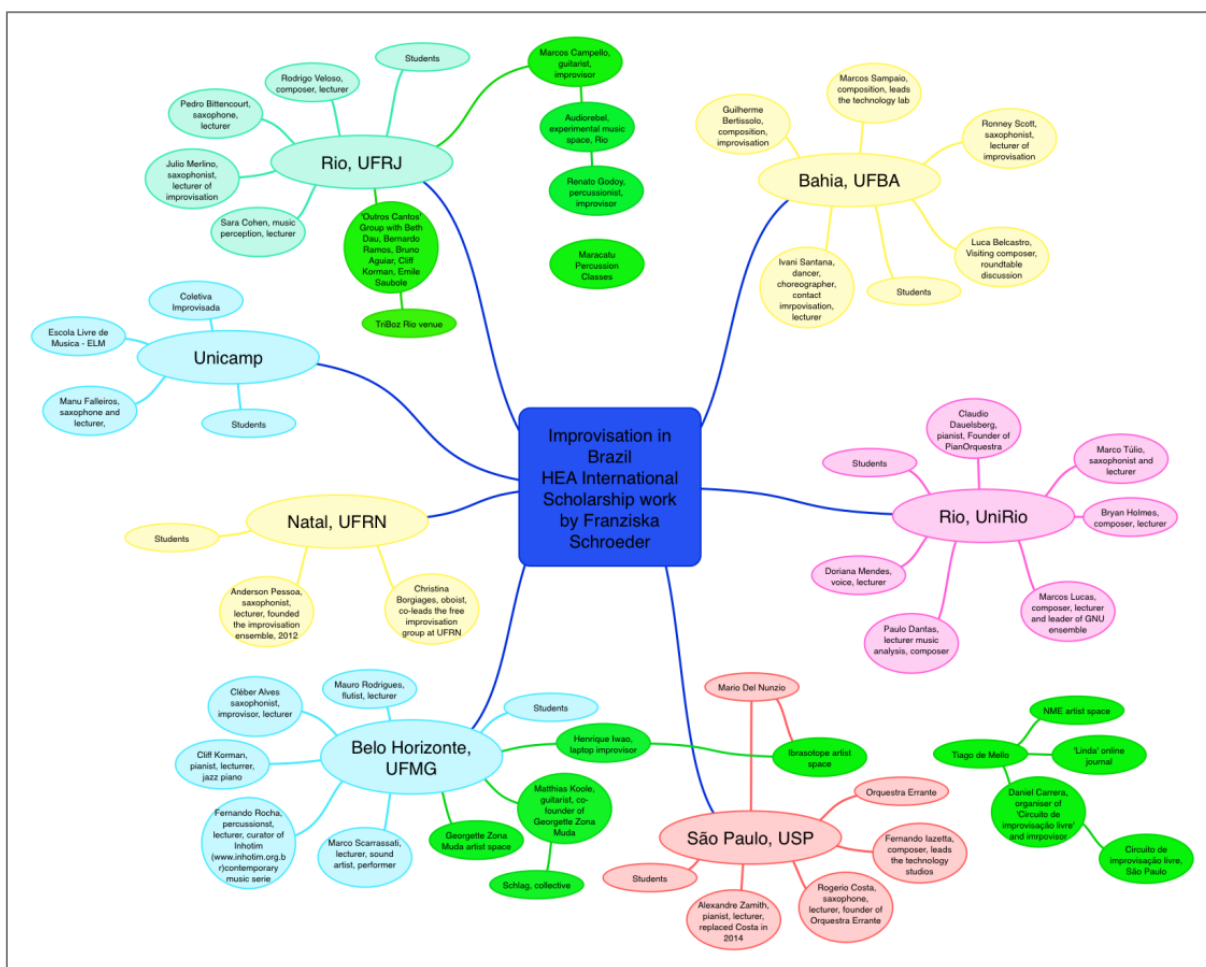 Students
Rodrigo Veloso,
composer, lecturer
Pedro Bittencourt,
saxophone,
lecturer
Julio Merlino,
saxophonist,
lecturer of
improvisation
Sara Cohen, music
perception, lecturer
Rio, UFRJ
'Outros Cantos'
Group with Beth
Dau, Bernardo
Ramos, Bruno
Aguiar, Cliff
Korman, Emile
Saubole
TriBoz Rio venue
Marcos Campello,
guitarist,
improvisor
Audiorebel,
experimental music
space, Rio
Renato Godoy,
percussionist,
improvisor
Maracatu
Percussion
Classes
Marcos Sampaio,
composition, leads
the technology lab
Guilherme
Bertissolo,
composition,
improvisation
Ronney Scott,
saxophonist,
lecturer of
improvisation
Bahia, UFBA
Ivani Santana,
dancer,
choreographer,
contact
imrpovisation,
lecturer
Students
Luca Belcastro,
Visiting composer,
roundtable
discussion
Coletiva
Improvisada
Escola Livre de
Musica - ELM
Unicamp
Manu Falleiros,
saxophone and
lecturer,
Students
Improvisation in
Brazil
HEA International
Scholarship work
by Franziska
Schroeder
Claudio
Dauelsberg,
pianist, Founder of
PianOrquestra
Students
Marco Túlio,
saxophonist and
lecturer
Rio, UniRio
Bryan Holmes,
composer, lecturer
Doriana Mendes,
voice, lecturer
Marcos Lucas,
composer, lecturer
and leader of GNU
ensemble
Paulo Dantas,
lecturer music
analysis, composer
Natal, UFRN
Students
Anderson Pessoa,
saxophonist,
lecturer, founded
the improvisation
ensemble, 2012
Christina
Borgiages, oboist,
co-leads the free
improvisation
group at UFRN
Cléber Alves
saxophonist,
improvisor, lecturer
Mauro Rodrigues,
flutist, lecturer
Students
Cliff Korman,
pianist, lecturrer,
jazz piano
Belo Horizonte,
UFMG
Henrique Iwao,
laptop improvisor
Fernando Rocha,
percussionst,
lecturer, curator of
Inhotim
(www.inhotim.org.b
r)contemporary
music serie
Marco Scarrassati,
lecturer, sound
artist, performer
Georgette Zona
Muda artist space
Matthias Koole,
guitarist, co-
founder of
Georgette Zona
Muda
Schlag, collective
Mario Del Nunzio
Ibrasotope artist
space
Orquestra Errante
São Paulo, USP
Fernando Iazetta,
composer, leads
the technology
studios
Students
Alexandre Zamith,
pianist, lecturer,
replaced Costa in
2014
Rogerio Costa,
saxophone,
lecturer, founder of
Orquestra Errante
NME artist space
Tiago de Mello
'Linda' online
journal
Daniel Carrera,
organiser of
'Circuito de
improvisação livre'
and imrpovisor
Circuito de
improvisação livre,
São Paulo